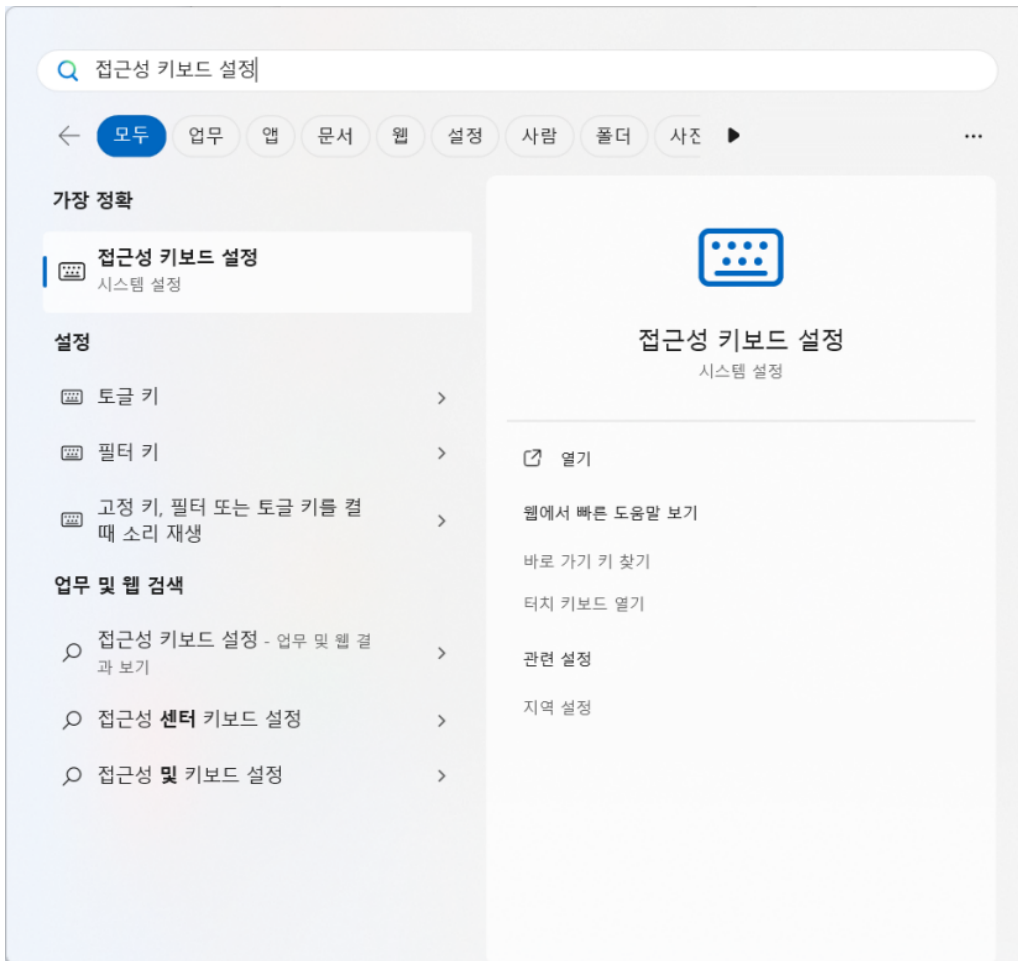 접근성 키보드 설정
모두 업무 앱 문서 웹 설정 사람 폴더 사진
가장 정확
접근성 키보드 설정
시스템 설정
설정
토글 키
필터 키
고정 키, 필터 또는 토글 키를 켤
때 소리 재생
업무 및 웹 검색
접근성 키보드 설정 - 업무 및 웹 결
과 보기
접근성 센터 키보드 설정
접근성 및 키보드 설정
접근성 키보드 설정
시스템 설정
열기
웹에서 빠른 도움말 보기
바로 가기 키 찾기
터치 키보드 열기
관련 설정
지역 설정